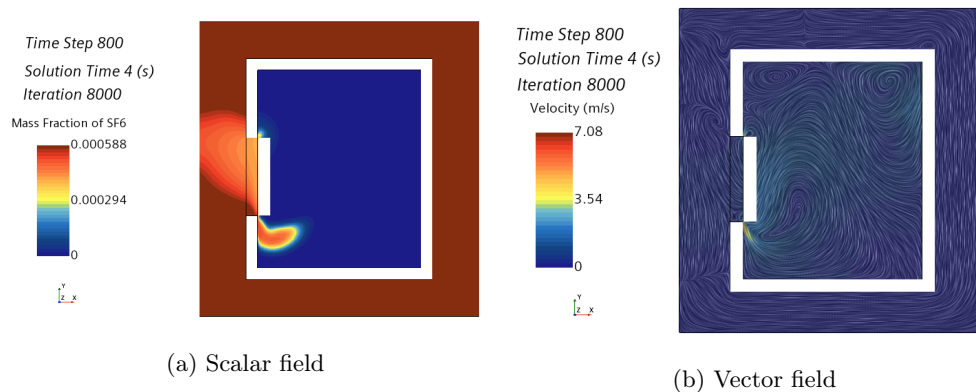 Time Step 800
Solution Time 4 (s)
Iteration 8000
Mass Fraction of SF6
0.000588
0.000294
0
Y
Z X
(a) Scalar field
Time Step 800
Solution Time 4 (s)
Iteration 8000
Velocity (m/s)
7.08
3.54
0
Y
Z X
(b) Vector field